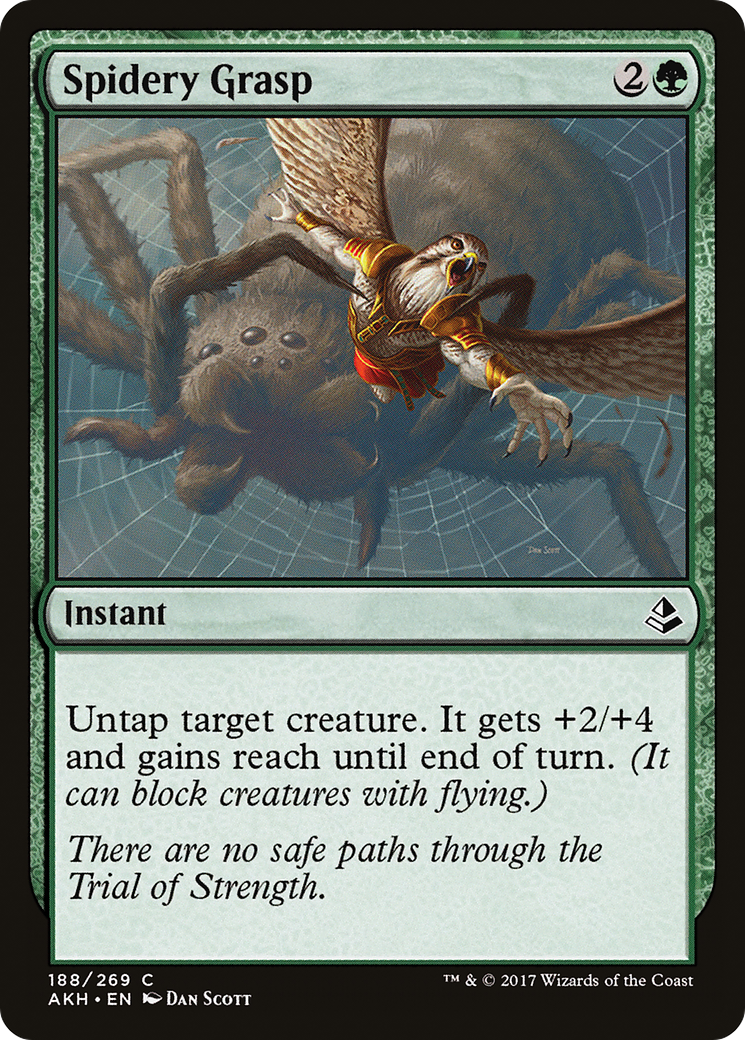 Spidery Grasp 2
Dan Scott
Instant
Untap target creature. It gets +2/+4
and gains reach until end of turn. (It
can block creatures with flying.)
There are no safe paths through the
Trial of Strength.
188/269 C
™ & © 2017 Wizards of the Coast
AKH • EN Dan Scott